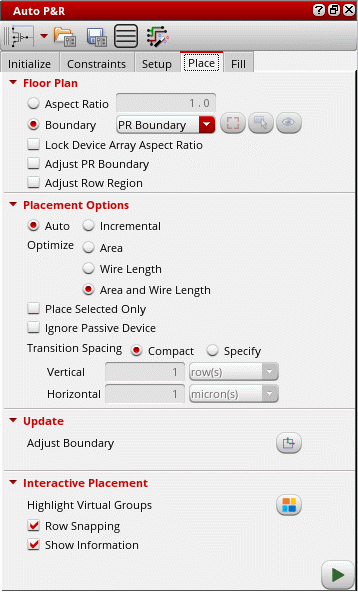 Auto P&R
Initialize Constraints Setup Place Fill
Floor Plan
Aspect Ratio 1.0
Boundary PR Boundary
Lock Device Array Aspect Ratio
Adjust PR Boundary
Adjust Row Region
Placement Options
Auto Incremental
Optimize Area
Wire Length
Area and Wire Length
Place Selected Only
Ignore Passive Device
Transition Spacing Compact Specify
Vertical 1 row(s)
Horizontal 1 micron(s)
Update
Adjust Boundary
Interactive Placement
Highlight Virtual Groups
Row Snapping
Show Information